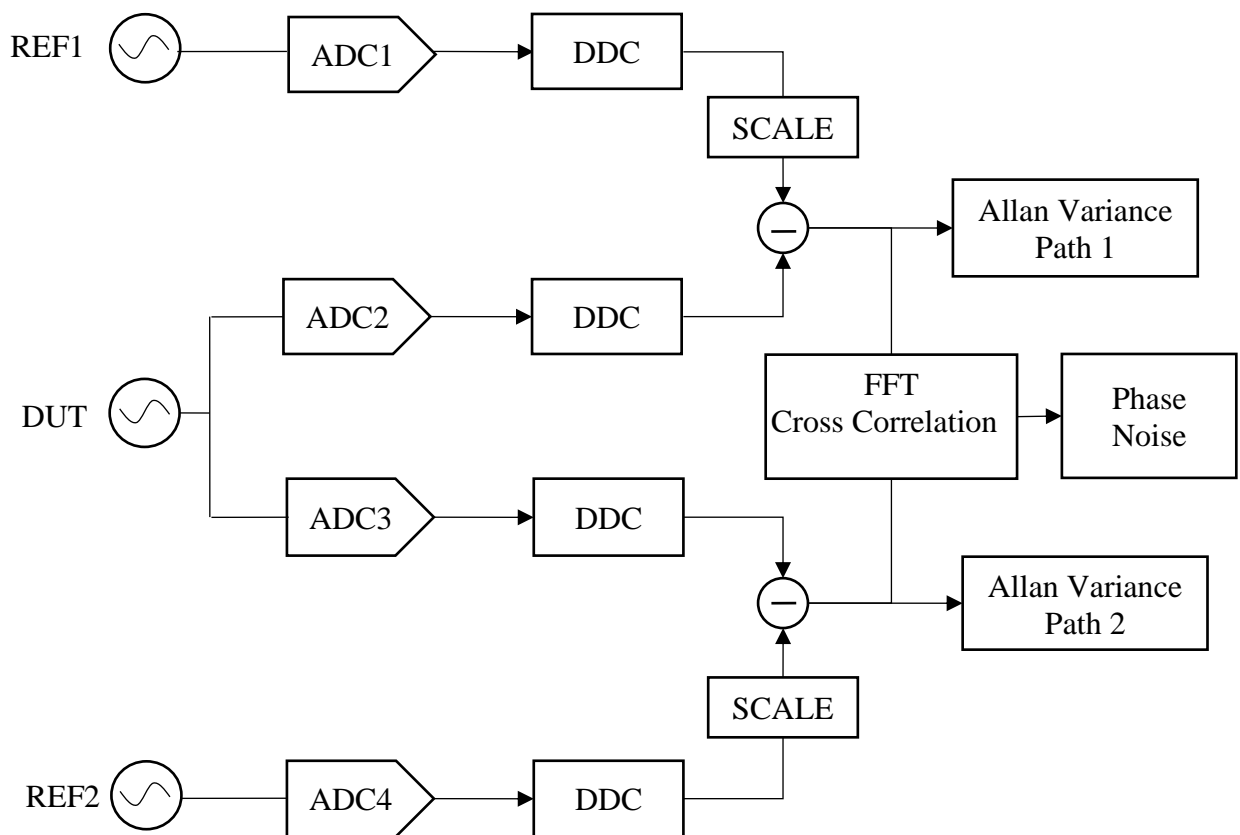 REF1
ADC1
DDC
SCALE
Allan Variance
Path 1
ADC2
DDC
DUT
FFT
Cross Correlation
Phase
Noise
ADC3
DDC
Allan Variance
Path 2
SCALE
REF2
ADC4
DDC